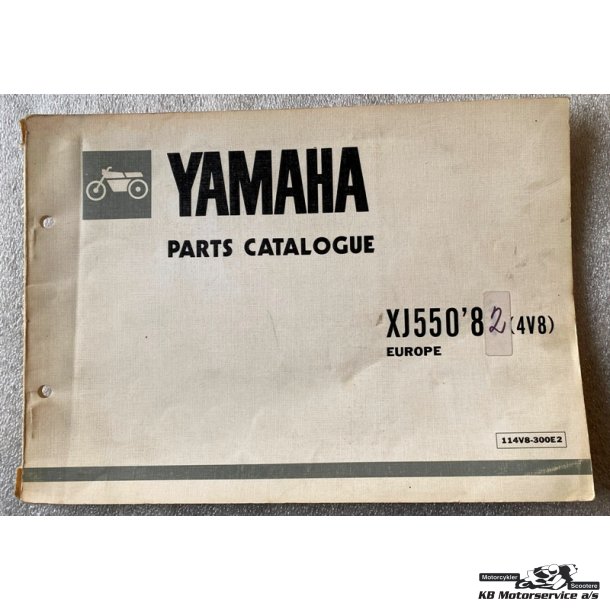 YAMAHA
PARTS CATALOGUE
XJ550'82 (4V8)
EUROPE
114V8-300E2
Motorcykler Scootere
KB Motorservice a/s